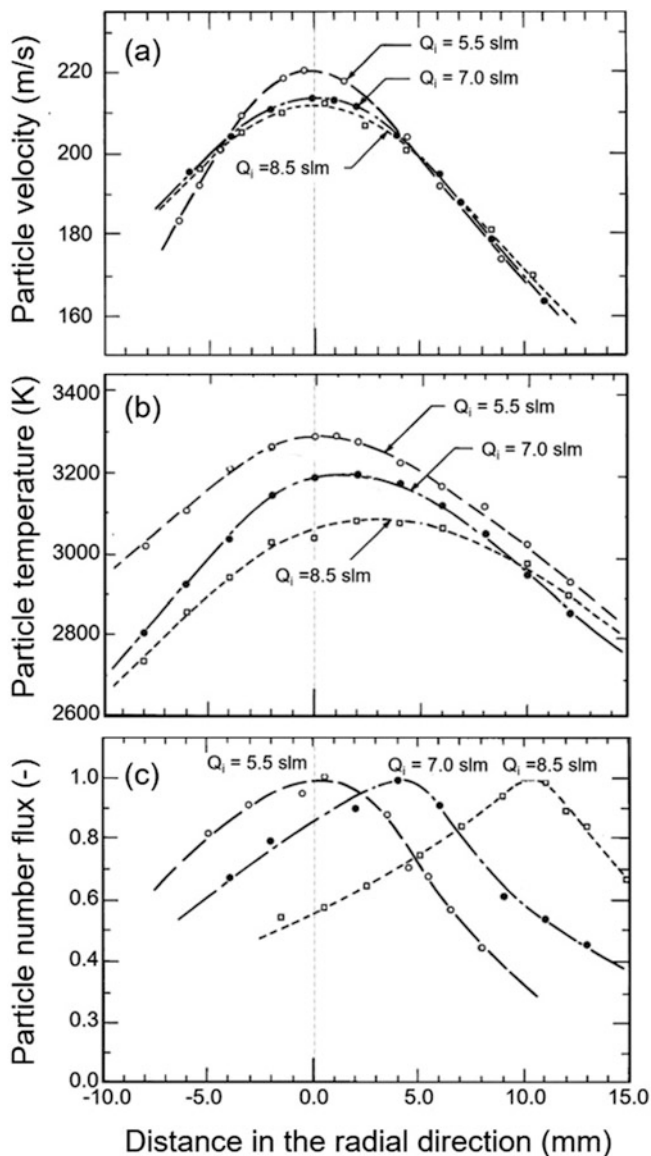 (a)
Particle velocity (m/s)
220
200
180
160
Qi = 5.5 slm
Qi = 7.0 slm
Qi = 8.5 slm
(b)
Particle temperature (K)
3400
3200
3000
2800
2600
Qi = 5.5 slm
Qi = 7.0 slm
Qi = 8.5 slm
(c)
Particle number flux (-)
1.0
0.8
0.6
0.4
0.3
0.0
Qi = 5.5 slm
Qi = 7.0 slm
Qi = 8.5 slm
-10.0
-5.0
0.0
5.0
10.0
15.0
Distance in the radial direction (mm)